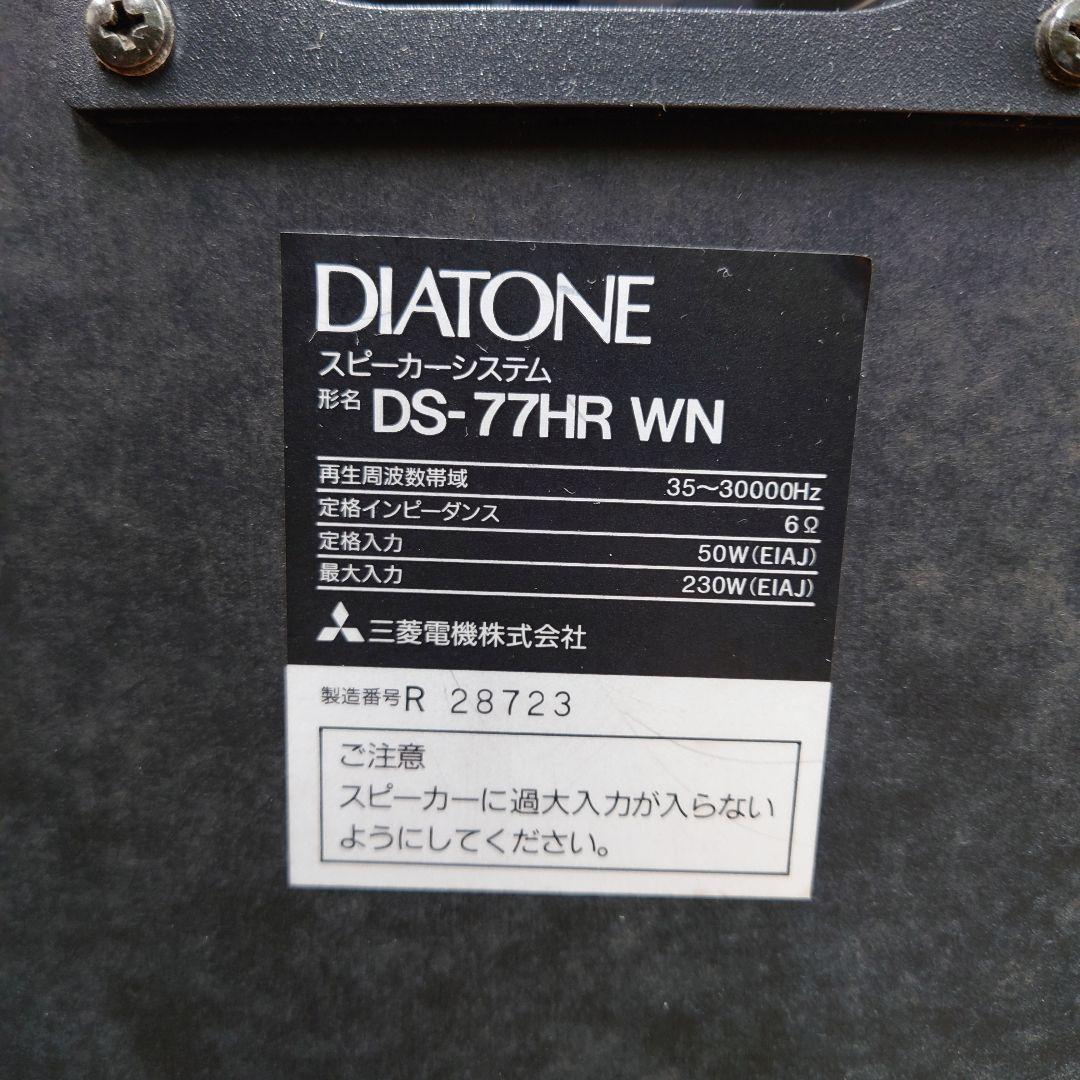 DIATONE
スピーカーシステム
形名 DS-77HR WN
再生周波数帯域 35〜30000Hz
定格インピーダンス 6Ω
定格入力 50W(EIAJ)
最大入力 230W(EIAJ)
三菱電機株式会社
製造番号 R 28723
ご注意
スピーカーに過大入力が入らない
ようにしてください。